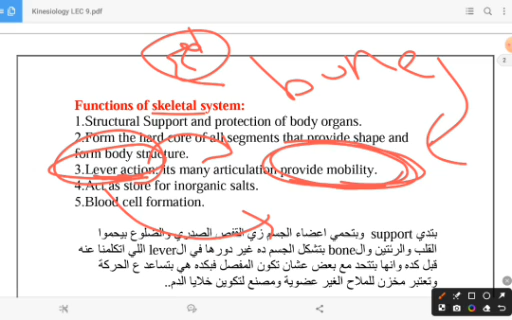 Kinesiology LEC 9.pdf
bone
2
Functions of skeletal system:
1.Structural Support and protection of body organs.
2.Form the hard core of all segments that provide shape and
form body structure.
3.Lever action: its many articulation provide mobility.
4.Act as store for inorganic salts.
5.Blood cell formation.
بتدي support وبتحمي اعضاء الجسم زي القفص الصدري والضلوع بيحموا
القلب والرنتين والbone بتشكل الجسم ده غير دورها في الlever اللي اتكلمنا عنه
قبل كده وانها بتتحد مع بعض عشان تكون المفصل فبكده هي بتساعد ع الحركة
وتعتبر مخزن للملاح الغير عضوية ومصنع لتكوين خلايا الدم..